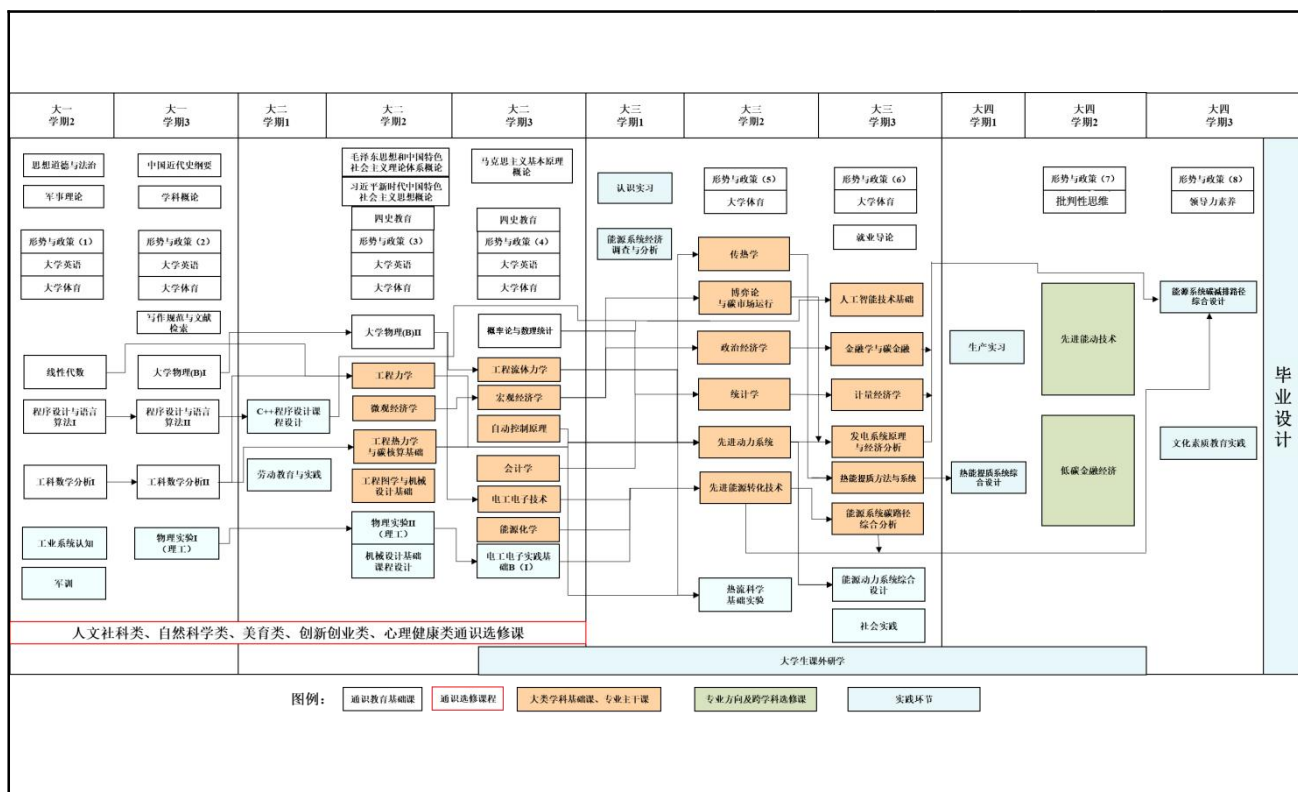 大一
学期2
大一
学期3
大二
学期1
大二
学期2
大二
学期3
大三
学期1
大三
学期2
大三
学期3
大四
学期1
大四
学期2
大四
学期3
思想道德与法治
军事理论
形势与政策（1）
大学英语
大学体育
线性代数
程序设计与语言
算法I
工科数学分析I
工业系统认知
军训
中国近代史纲要
学科概论
形势与政策（2）
大学英语
大学体育
写作规范与文献
检索
大学物理(B)I
程序设计与语言
算法II
工科数学分析II
物理实验I
（理工）
C++程序设计课
程设计
劳动教育与实践
毛泽东思想和中国特色
社会主义理论体系概论
习近平新时代中国特色
社会主义思想概论
四史教育
形势与政策（3）
大学英语
大学体育
大学物理(B)II
工程力学
微观经济学
工程热力学
与碳核算基础
工程图学与机械
设计基础
物理实验II
（理工）
机械设计基础
课程设计
马克思主义基本原理
概论
四史教育
形势与政策（4）
大学英语
大学体育
概率论与数理统计
工程流体力学
宏观经济学
自动控制原理
会计学
电工电子技术
能源化学
电工电子实践基
础B（1）
认识实习
能源系统经济
调查与分析
形势与政策（5）
大学体育
传热学
博弈论
与碳市场运行
政治经济学
统计学
先进动力系统
先进能源转化技术
热流科学
基础实验
形势与政策（6）
大学体育
就业导论
人工智能技术基础
金融学与碳金融
计量经济学
发电系统原理
与经济分析
热能提质方法与系统
能源系统碳路径
综合分析
能源动力系统综合
设计
社会实践
生产实习
热能提质系统综
合设计
形势与政策（7）
批判性思维
先进能动技术
低碳金融经济
形势与政策（8）
领导力素养
能源系统碳减排路径
综合设计
文化素质教育实践
毕业设计
人文社科类、自然科学类、美育类、创新创业类、心理健康类通识选修课
大学生课外研学
图例：
通识教育基础课
通识选修课程
大类学科基础课、专业主干课
专业方向及跨学科选修课
实践环节